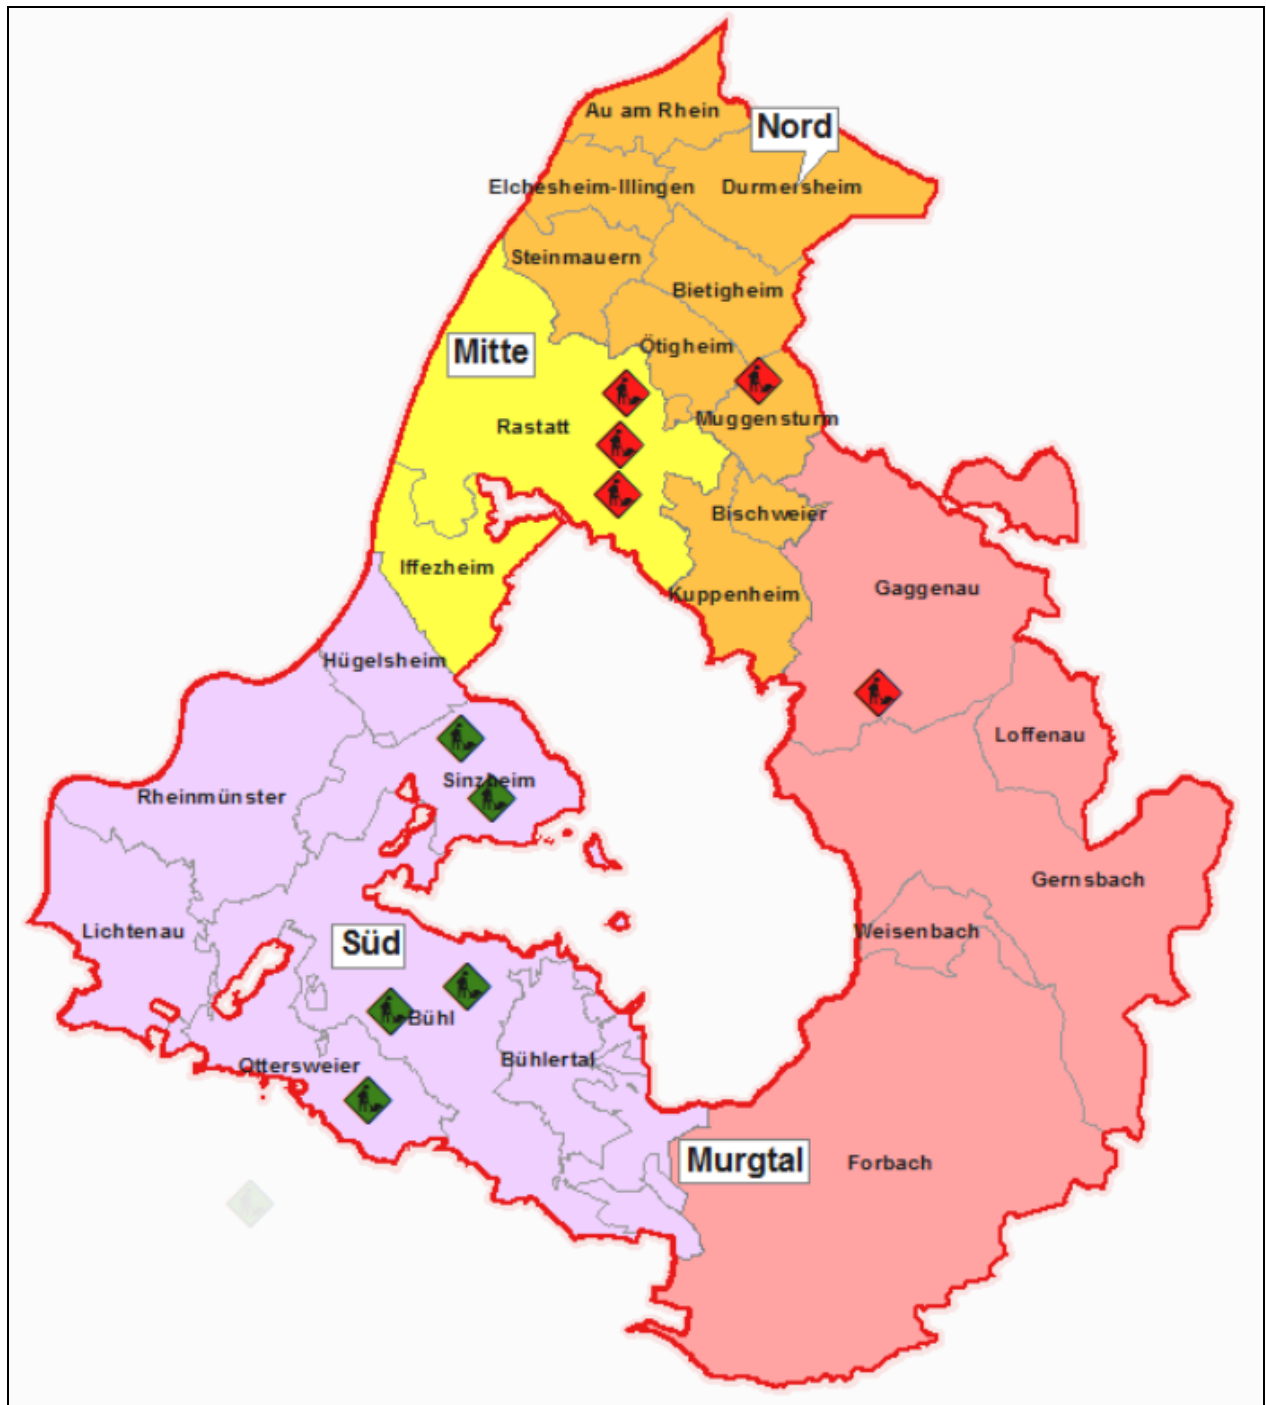 Au am Rhein
Nord
Elchesheim-Illingen
Durmersheim
Steinmauern
Bietigheim
Ötigheim
Mitte
Muggensturm
Rastatt
Bischweier
Iffezheim
Gaggenau
Kuppenheim
Hügelsheim
Loffenau
Sinzheim
Rheinmünster
Gernsbach
Lichtenau
Weisenbach
Süd
Bühl
Bühlertal
Ottersweier
Murgtal
Forbach